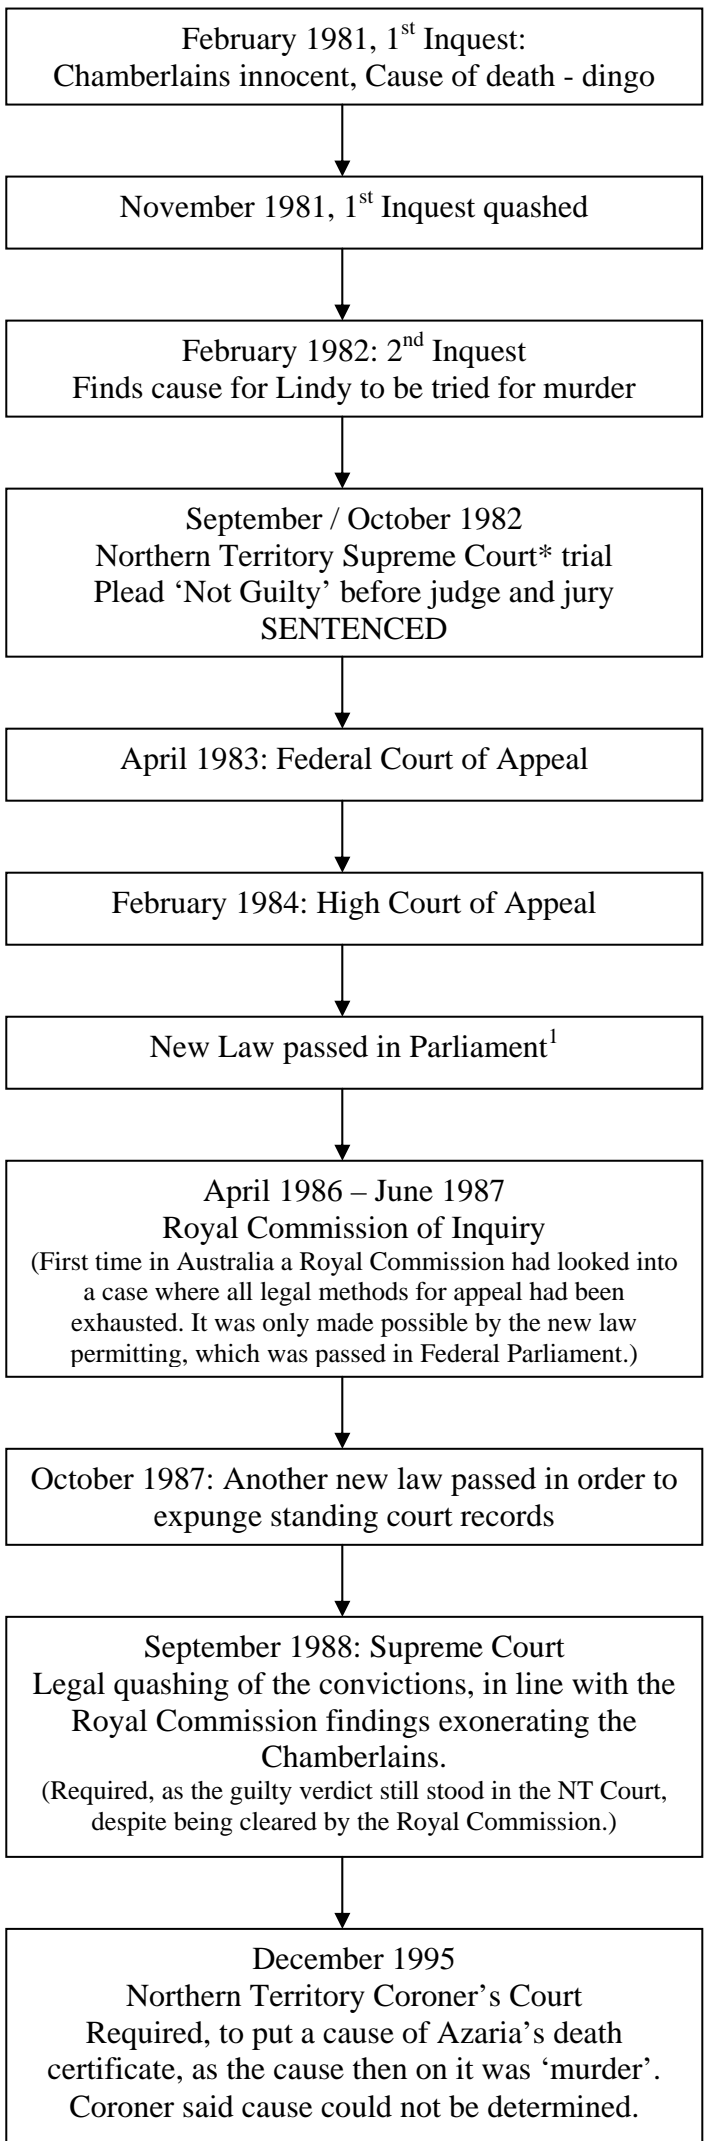 February 1981, 1st Inquest:
Chamberlains innocent, Cause of death - dingo
November 1981, 1st Inquest quashed
February 1982: 2nd Inquest
Finds cause for Lindy to be tried for murder
September / October 1982
Northern Territory Supreme Court* trial
Plead ‘Not Guilty’ before judge and jury
SENTENCED
April 1983: Federal Court of Appeal
February 1984: High Court of Appeal
New Law passed in Parliament1
April 1986 – June 1987
Royal Commission of Inquiry
(First time in Australia a Royal Commission had looked into
a case where all legal methods for appeal had been
exhausted. It was only made possible by the new law
permitting, which was passed in Federal Parliament.)
October 1987: Another new law passed in order to
expunge standing court records
September 1988: Supreme Court
Legal quashing of the convictions, in line with the
Royal Commission findings exonerating the
Chamberlains.
(Required, as the guilty verdict still stood in the NT Court,
despite being cleared by the Royal Commission.)
December 1995
Northern Territory Coroner’s Court
Required, to put a cause of Azaria’s death
certificate, as the cause then on it was ‘murder’.
Coroner said cause could not be determined.